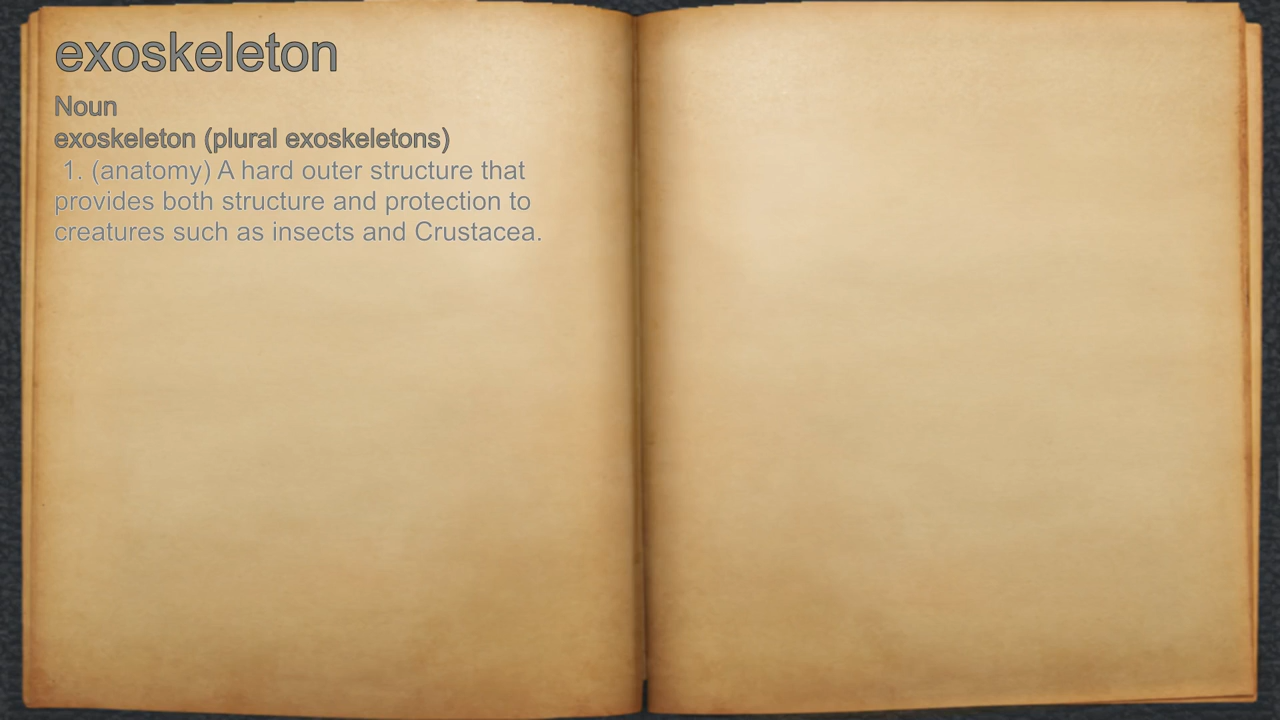 exoskeleton
Noun
exoskeleton (plural exoskeletons)
1. (anatomy) A hard outer structure that
provides both structure and protection to
creatures such as insects and Crustacea.